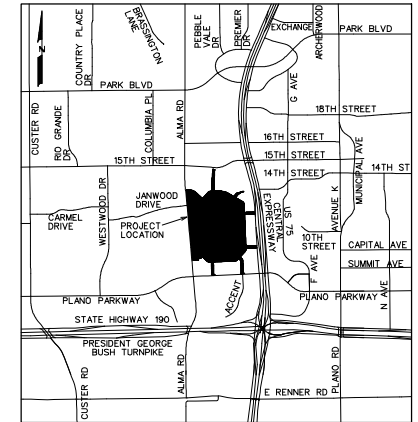 COUNTRY PLACE
DR
BRASSINGTON
LANE
PEBBLE
VALE
DR
PREMIER
DR
EXCHANGE
ARCHERWOOD
PARK BLVD
N
PARK BLVD
CUSTER RD
RIO GRANDE
DR
COLUMBIA PL
ALMA RD
G AVE
18TH STREET
16TH STREET
15TH STREET
15TH STREET
14TH STREET
14TH ST
MUNICIPAL AVE
WESTWOOD DR
JANWOOD
DRIVE
CARMEL
DRIVE
PROJECT
LOCATION
US 75
CENTRAL
EXPRESSWAY
AVENUE K
10TH
STREET
CAPITAL AVE
SUMMIT AVE
F AVE
N AVE
PLANO PARKWAY
ACCENT
PLANO PARKWAY
STATE HIGHWAY 190
PRESIDENT GEORGE
BUSH TURNPIKE
CUSTER RD
ALMA RD
PLANO RD
E RENNER RD